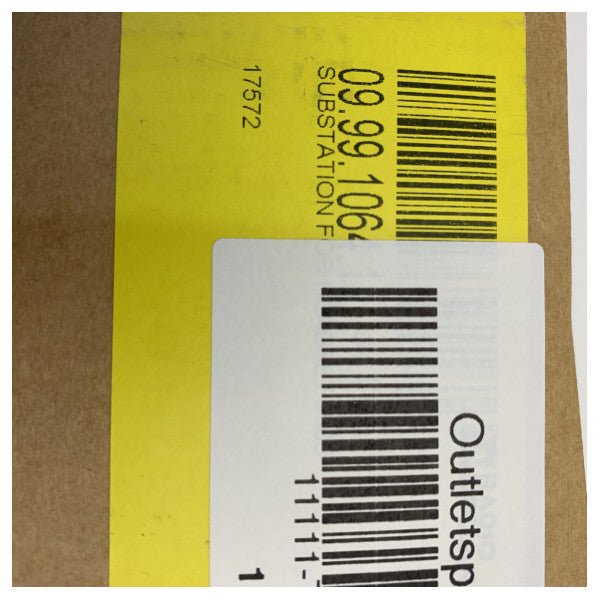 09.99.1064
SUBSTATION F
17572
Outletsp
11111-
1